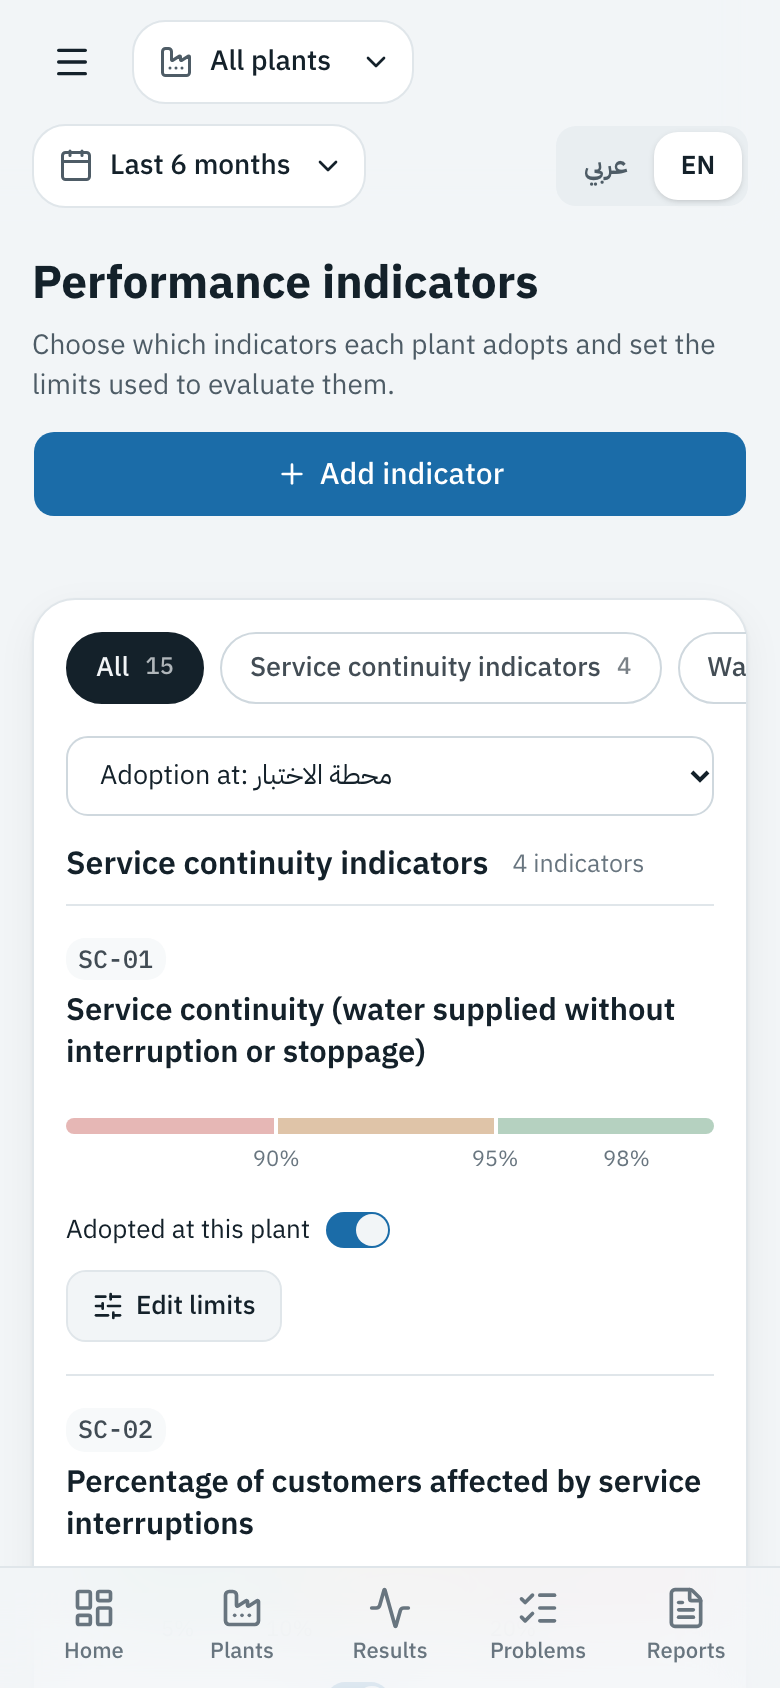 All plants
Last 6 months
عربي
EN
Performance indicators
Choose which indicators each plant adopts and set the
limits used to evaluate them.
+ Add indicator
All 15
Service continuity indicators 4
Wa
Adoption at: محطة الاختبار
Service continuity indicators 4 indicators
SC-01
Service continuity (water supplied without
interruption or stoppage)
90% 95% 98%
Adopted at this plant
Edit limits
SC-02
Percentage of customers affected by service
interruptions
Home Plants Results Problems Reports